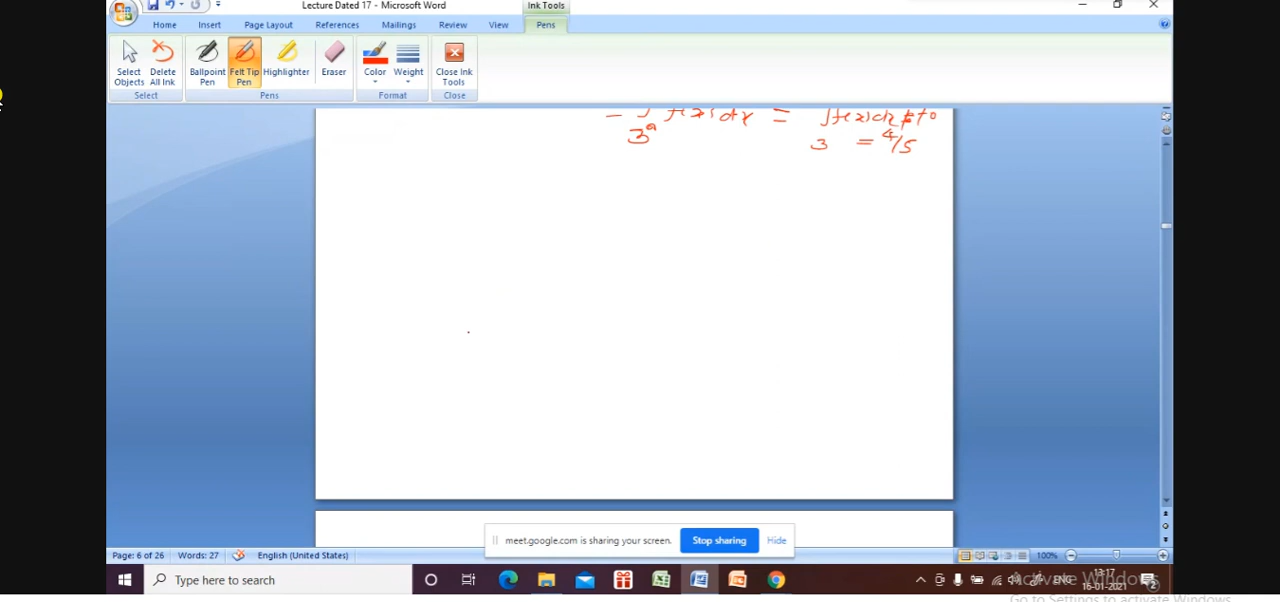 Lecture Dated 17 - Microsoft Word
Ink Tools
Home Insert Page Layout References Mailings Review View Pens
Select Objects
Delete All Ink
Ballpoint Pen
Felt Tip Pen
Highlighter
Eraser
Color
Weight
Close Ink Tools
Select Pens Format Close
3 = 4/5
meet.google.com is sharing your screen. Stop sharing Hide
Page: 6 of 26 Words: 27 English (United States) 100%
Type here to search
ENG
13:17
16-01-2021
2
Activate Windows
Go to Settings to activate Windows.